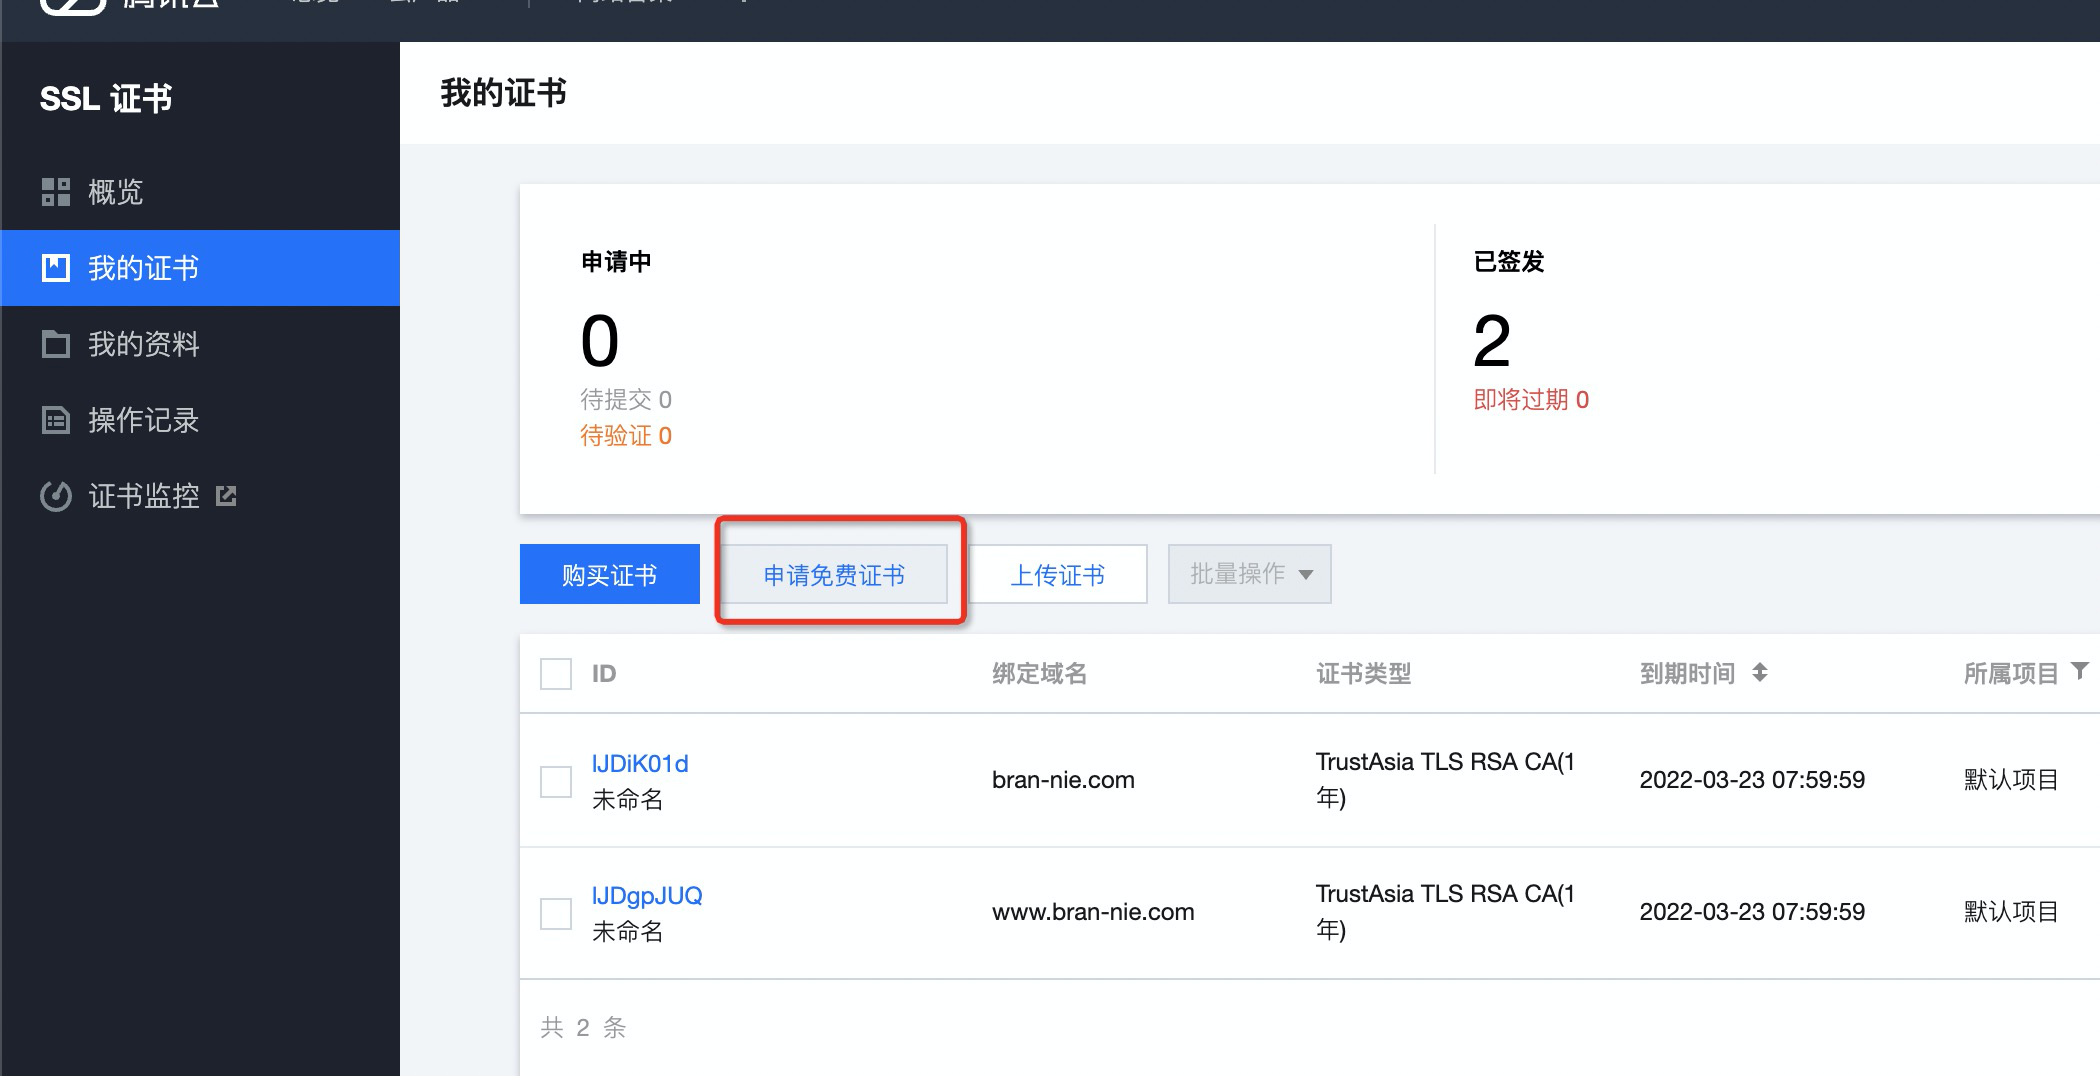 腾讯云
SSL 证书
概览
我的证书
我的资料
操作记录
证书监控
我的证书
申请中
0
待提交 0
待验证 0
已签发
2
即将过期 0
购买证书
申请免费证书
上传证书
批量操作
ID
绑定域名
证书类型
到期时间
所属项目
lJDiK01d
未命名
bran-nie.com
TrustAsia TLS RSA CA(1
年)
2022-03-23 07:59:59
默认项目
lJDgpJUQ
未命名
www.bran-nie.com
TrustAsia TLS RSA CA(1
年)
2022-03-23 07:59:59
默认项目
共 2 条